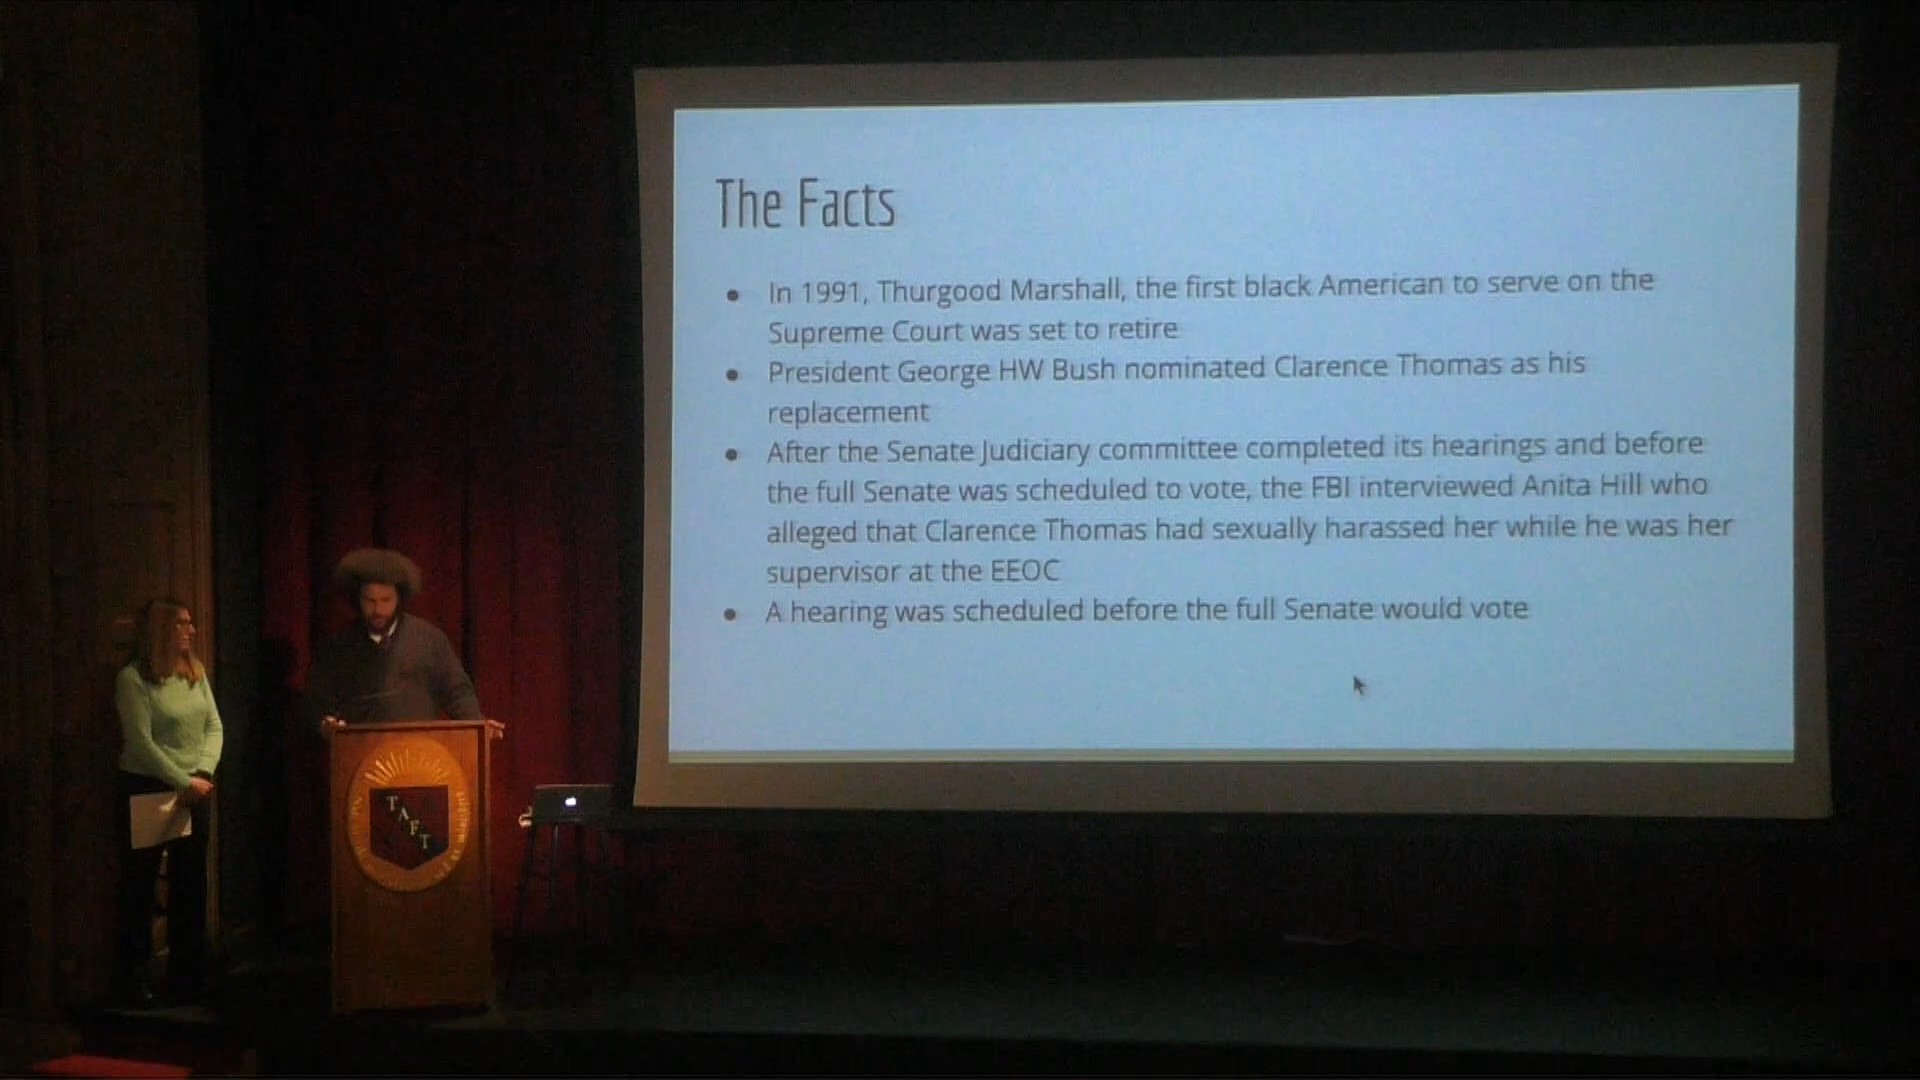 The Facts
In 1991, Thurgood Marshall, the first black American to serve on the
Supreme Court was set to retire
President George HW Bush nominated Clarence Thomas as his
replacement
After the Senate Judiciary committee completed its hearings and before
the full Senate was scheduled to vote, the FBI interviewed Anita Hill who
alleged that Clarence Thomas had sexually harassed her while he was her
supervisor at the EEOC
A hearing was scheduled before the full Senate would vote
TAFT